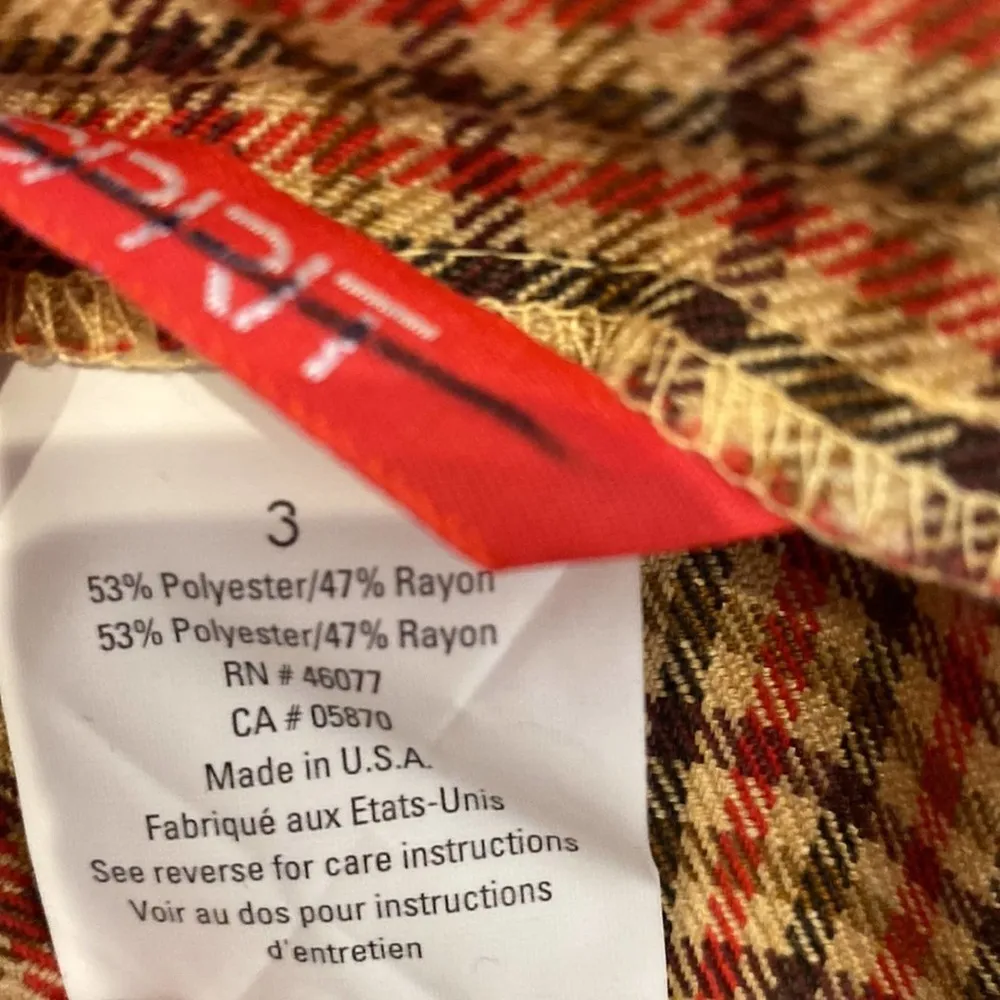 3
53% Polyester/47% Rayon
53% Polyester/47% Rayon
RN # 46077
CA # 05870
Made in U.S.A.
Fabriqué aux Etats-Unis
See reverse for care instructions
Voir au dos pour instructions
d'entretien